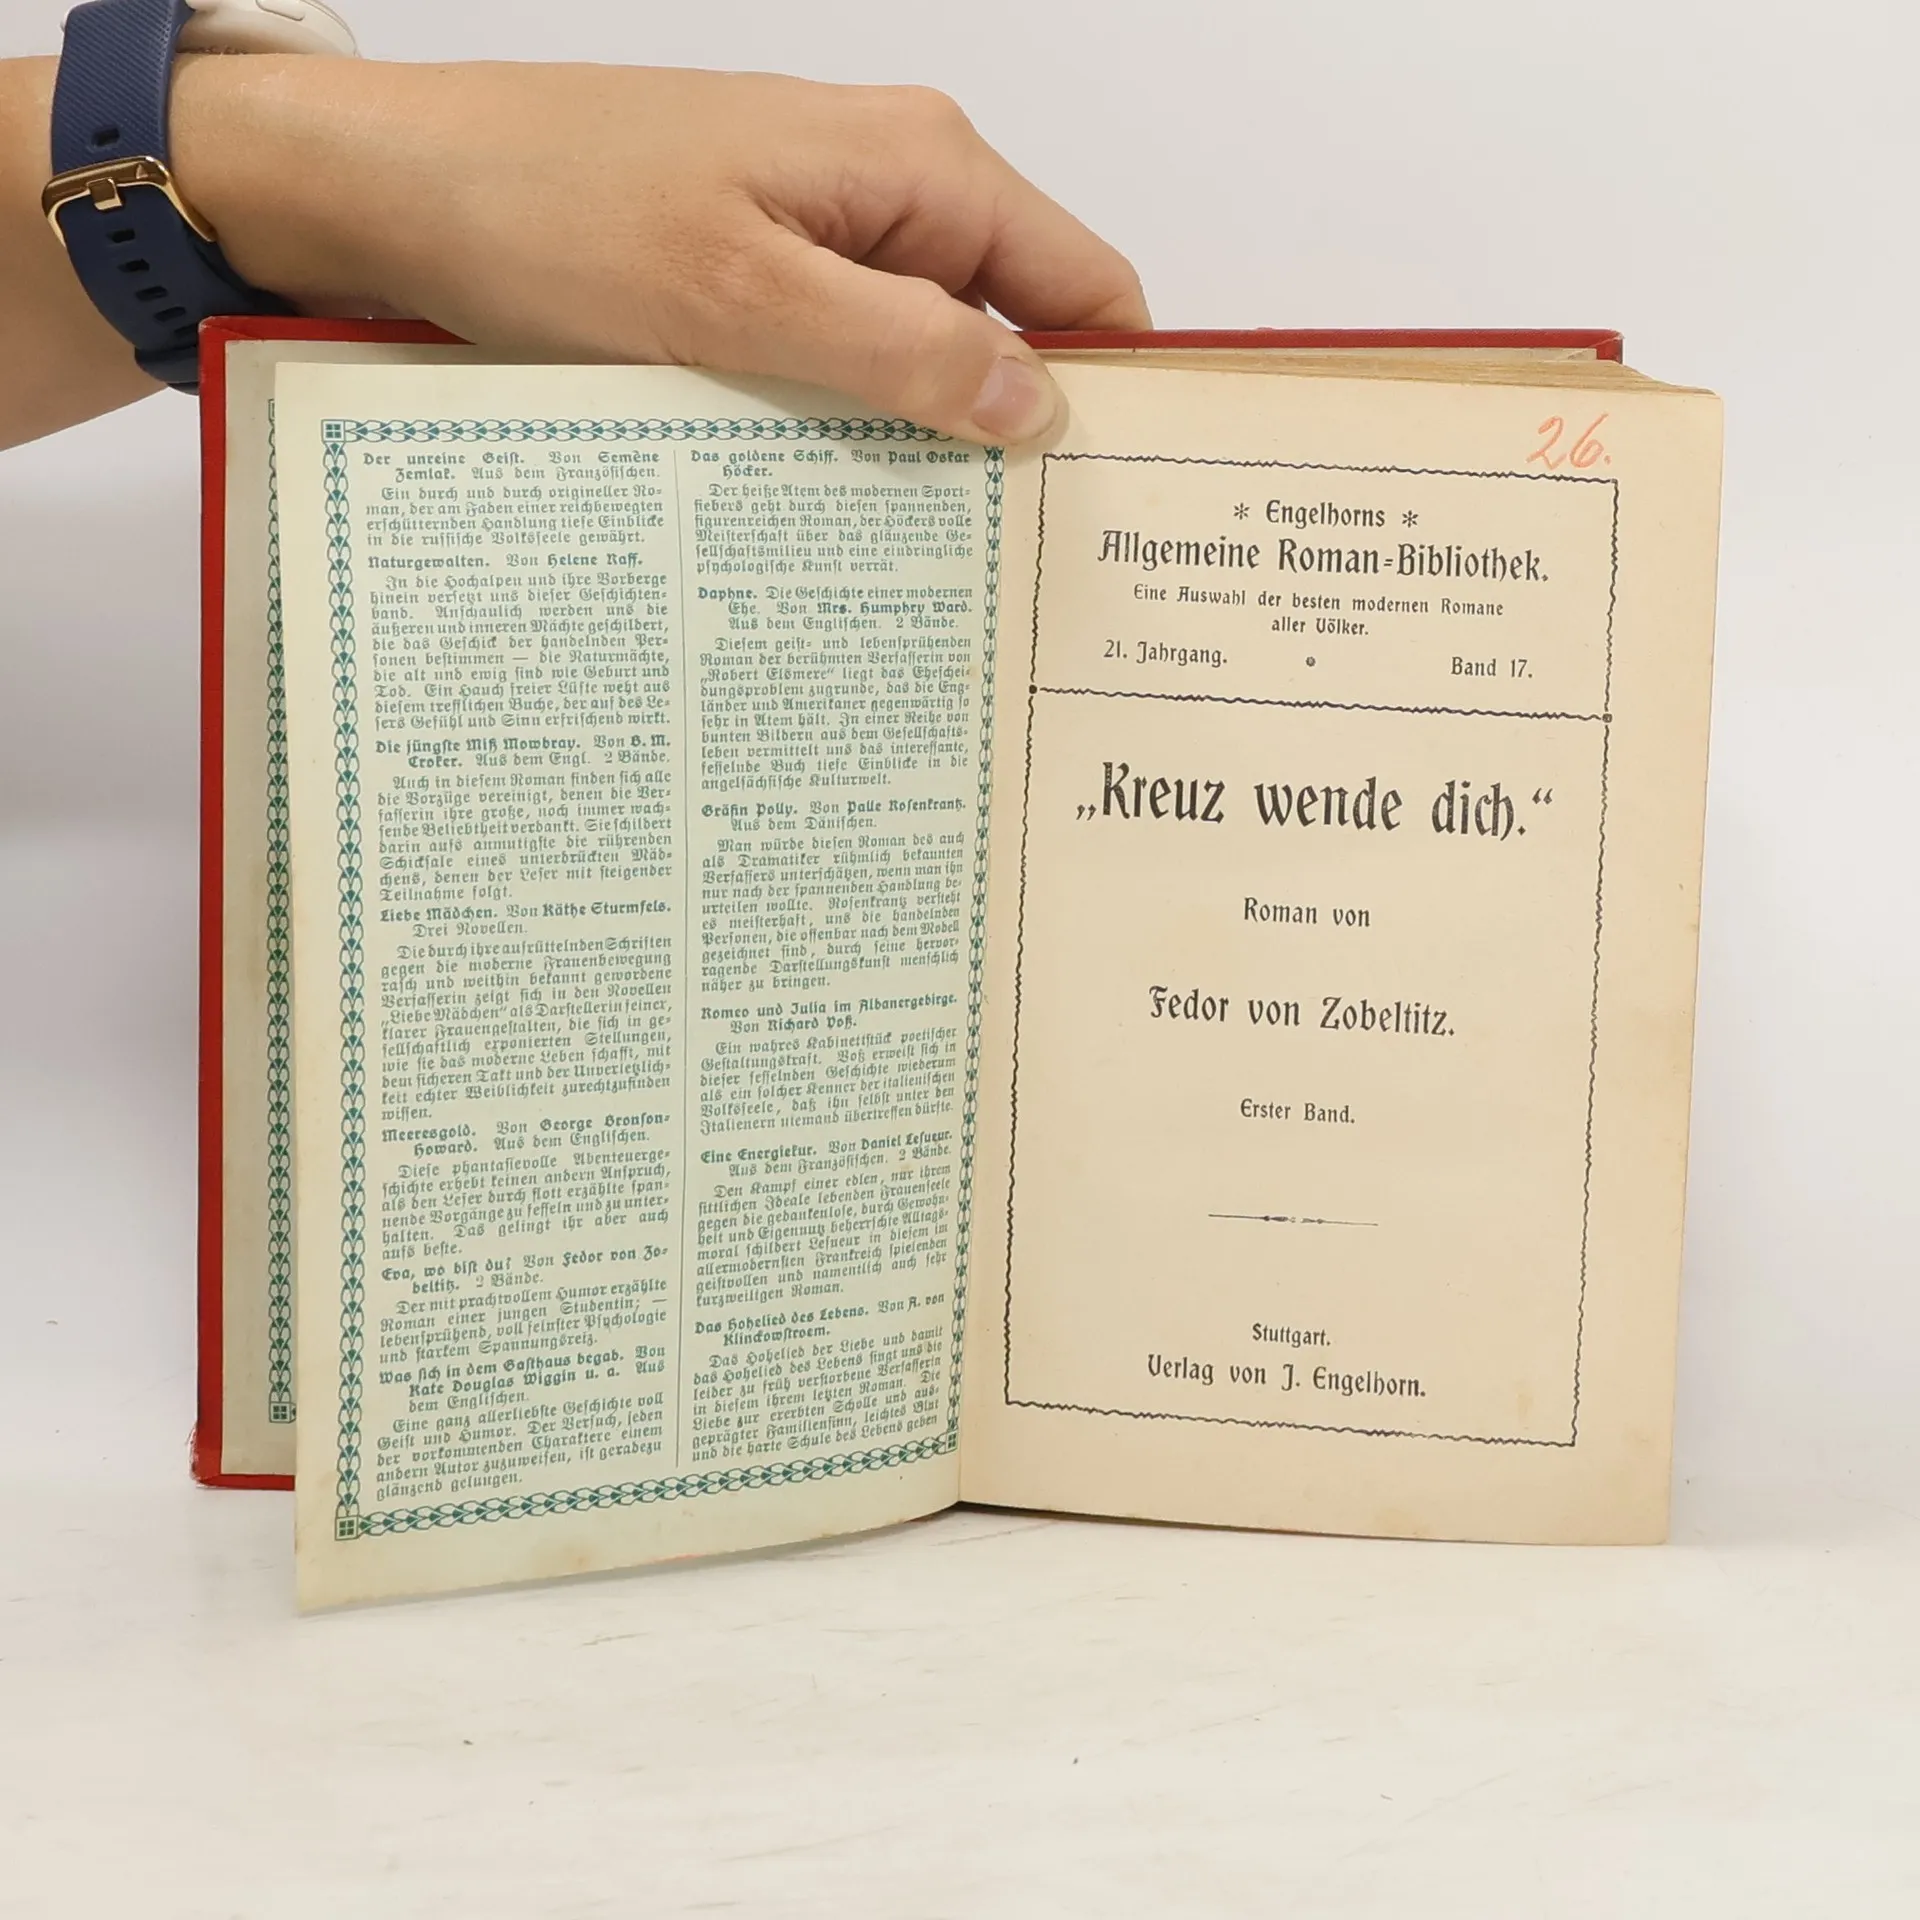 Der unreine Geist. Von Semène
Zemlak. Aus dem Französischen.
Ein durch und durch origineller Ro-
man, der am Faden einer reichbewegten
erschütternden Handlung tiefe Einblicke
in die russische Volksseele gewährt.
Naturgewalten. Von Helene Raff.
In die Hochalpen und ihre Vorberge
hinein versetzt uns dieser Geschichten-
band. Anschaulich werden uns die
äußeren und inneren Mächte geschildert,
die das Geschick der handelnden Per-
sonen bestimmen — die Naturmächte,
die alt und ewig sind wie Geburt und
Tod. Ein Hauch freier Lüfte weht aus
diesem trefflichen Buche, der auf des Le-
sers Gefühl und Sinn erfrischend wirkt.
Die jüngste Miß Mowbray. Von B. M.
Croker. Aus dem Engl. 2 Bände.
Auch in diesem Roman finden sich alle
die Vorzüge vereinigt, denen die Ver-
fasserin ihre große, noch immer wach-
sende Beliebtheit verdankt. Sie schildert
darin aufs anmutigste die rührenden
Schicksale eines unterdrückten Mäd-
chens, denen der Leser mit steigender
Teilnahme folgt.
Liebe Mädchen. Von Käthe Sturmfels.
Drei Novellen.
Die durch ihre aufrüttelnden Schriften
gegen die moderne Frauenbewegung
rasch und weithin bekannt gewordene
Verfasserin zeigt sich in den Novellen
„Liebe Mädchen“ als Darstellerin feiner,
klarer Frauengestalten, die sich in ge-
sellschaftlich exponierten Stellungen,
wie sie das moderne Leben schafft, mit
dem sicheren Takt und der Unverletzlich-
keit echter Weiblichkeit zurechtzufinden
wissen.
Meeresgold. Von George Bronson-
Howard. Aus dem Englischen.
Diese phantasievolle Abenteuerge-
schichte erhebt keinen andern Anspruch,
als den Leser durch flott erzählte span-
nende Vorgänge zu fesseln und zu unter-
halten. Das gelingt ihr aber auch
aufs beste.
Eva, wo bist du? Von Fedor von Zo-
beltitz. 2 Bände.
Der mit prachtvollem Humor erzählte
Roman einer jungen Studentin; —
lebensprühend, voll feinster Psychologie
und starkem Spannungsreiz.
Was sich in dem Gasthaus begab. Von
Kate Douglas Wiggin u. a. Aus
dem Englischen.
Eine ganz allerliebste Geschichte voll
Geist und Humor. Der Versuch, jeden
der vorkommenden Charaktere einem
andern Autor zuzuweisen, ist geradezu
glänzend gelungen.
Das goldene Schiff. Von Paul Oskar
Höcker.
Der heiße Atem des modernen Sport-
fiebers geht durch diesen spannenden,
figurenreichen Roman, der Höckers volle
Meisterschaft über das glänzende Ge-
sellschaftsmilieu und eine eindringliche
psychologische Kunst verrät.
Daphne. Die Geschichte einer modernen
Ehe. Von Mrs. Humphry Ward.
Aus dem Englischen. 2 Bände.
Diesem geist- und lebensprühenden
Roman der berühmten Verfasserin von
„Robert Elsmere“ liegt das Eheschei-
dungsproblem zugrunde, das die Eng-
länder und Amerikaner gegenwärtig so
sehr in Atem hält. In einer Reihe von
bunten Bildern aus dem Gesellschafts-
leben vermittelt uns das interessante,
fesselnde Buch tiefe Einblicke in die
angelsächsische Kulturwelt.
Gräfin Polly. Von Palle Rosenkrantz.
Aus dem Dänischen.
Man würde diesen Roman des auch
als Dramatiker rühmlich bekannten
Verfassers unterschätzen, wenn man ihn
nur nach der spannenden Handlung be-
urteilen wollte. Rosenkrantz versteht
es meisterhaft, uns die handelnden
Personen, die offenbar nach dem Modell
gezeichnet sind, durch seine hervor-
ragende Darstellungskunst menschlich
näher zu bringen.
Romeo und Julia im Albanergebirge.
Von Richard Voß.
Ein wahres Kabinettstück poetischer
Gestaltungskraft. Voß erweist sich in
dieser fesselnden Geschichte wiederum
als ein solcher Kenner der italienischen
Volksseele, daß ihn selbst unter den
Italienern niemand übertreffen dürfte.
Eine Energiekur. Von Daniel Lesueur.
Aus dem Französischen. 2 Bände.
Den Kampf einer edlen, nur ihrem
sittlichen Ideale lebenden Frauenseele
gegen die gedankenlose, durch Gewohn-
heit und Eigennutz beherrschte Alltags-
moral schildert Lesueur in diesem im
allermodernsten Frankreich spielenden
geistvollen und namentlich auch sehr
kurzweiligen Roman.
Das Hohelied des Lebens. Von A. von
Klinckowstroem.
Das Hohelied der Liebe und damit
das Hohelied des Lebens singt uns die
leider zu früh verstorbene Verfasserin
in diesem ihrem letzten Roman. Die
Liebe zur ererbten Scholle und aus-
geprägter Familiensinn, leichtes Blut
und die harte Schule des Lebens geben
26.
* Engelhorns *
Allgemeine Roman-Bibliothek.
Eine Auswahl der besten modernen Romane
aller Völker.
21. Jahrgang. Band 17.
„Kreuz wende dich.“
Roman von
Fedor von Zobeltitz.
Erster Band.
Stuttgart.
Verlag von J. Engelhorn.